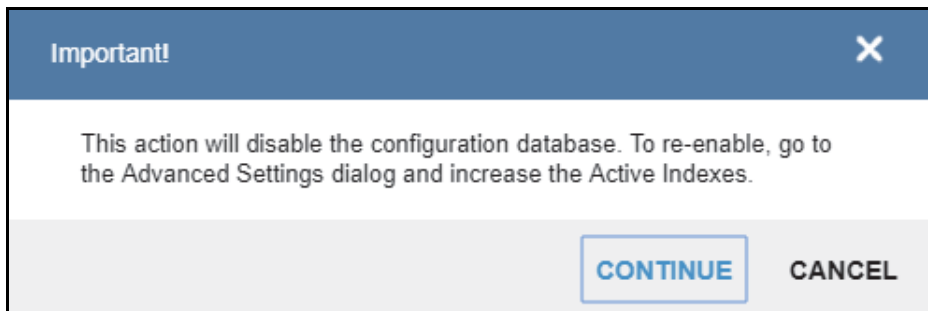 Important!
This action will disable the configuration database. To re-enable, go to
the Advanced Settings dialog and increase the Active Indexes.
CONTINUE CANCEL